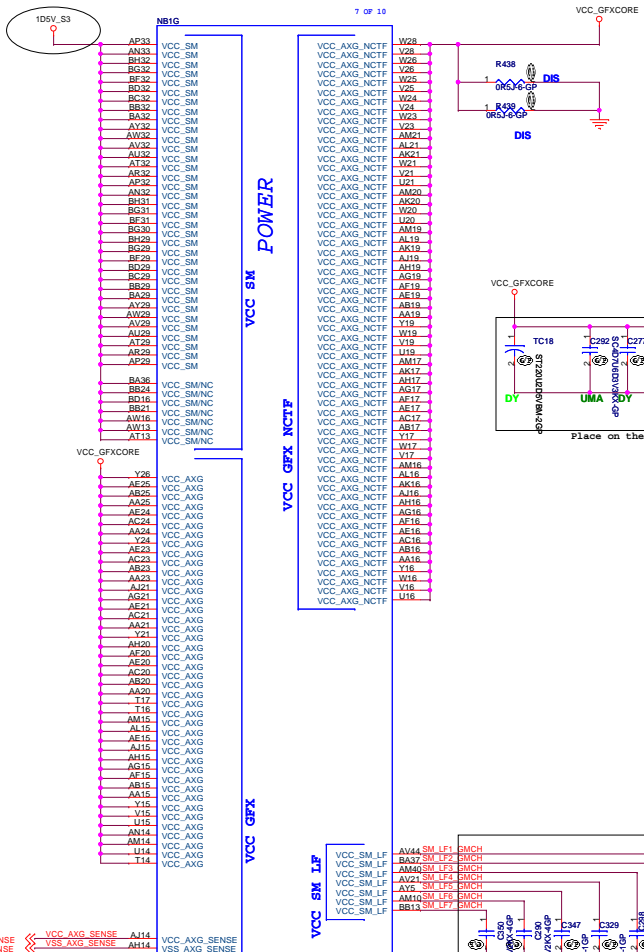 7 OF 10
VCC_GFXCORE
1D5V_S3
NB1G
AP33 VCC_SM
AN33 VCC_SM
BH32 VCC_SM
BG32 VCC_SM
BF32 VCC_SM
BD32 VCC_SM
BC32 VCC_SM
BB32 VCC_SM
BA32 VCC_SM
AY32 VCC_SM
AW32 VCC_SM
AV32 VCC_SM
AU32 VCC_SM
AT32 VCC_SM
AR32 VCC_SM
AP32 VCC_SM
AN32 VCC_SM
BH31 VCC_SM
BG31 VCC_SM
BF31 VCC_SM
BG30 VCC_SM
BH29 VCC_SM
BG29 VCC_SM
BF29 VCC_SM
BD29 VCC_SM
BC29 VCC_SM
BB29 VCC_SM
BA29 VCC_SM
AY29 VCC_SM
AW29 VCC_SM
AV29 VCC_SM
AU29 VCC_SM
AT29 VCC_SM
AR29 VCC_SM
AP29 VCC_SM
BA36 VCC_SM/NC
BB24 VCC_SM/NC
BD16 VCC_SM/NC
BB21 VCC_SM/NC
AW16 VCC_SM/NC
AW13 VCC_SM/NC
AT13 VCC_SM/NC
VCC_GFXCORE
Y26 VCC_AXG
AE25 VCC_AXG
AB25 VCC_AXG
AA25 VCC_AXG
AE24 VCC_AXG
AC24 VCC_AXG
AA24 VCC_AXG
Y24 VCC_AXG
AE23 VCC_AXG
AC23 VCC_AXG
AB23 VCC_AXG
AA23 VCC_AXG
AJ21 VCC_AXG
AG21 VCC_AXG
AE21 VCC_AXG
AC21 VCC_AXG
AA21 VCC_AXG
Y21 VCC_AXG
AH20 VCC_AXG
AF20 VCC_AXG
AE20 VCC_AXG
AC20 VCC_AXG
AB20 VCC_AXG
AA20 VCC_AXG
T17 VCC_AXG
T16 VCC_AXG
AM15 VCC_AXG
AL15 VCC_AXG
AE15 VCC_AXG
AJ15 VCC_AXG
AH15 VCC_AXG
AG15 VCC_AXG
AF15 VCC_AXG
AB15 VCC_AXG
AA15 VCC_AXG
Y15 VCC_AXG
V15 VCC_AXG
U15 VCC_AXG
AN14 VCC_AXG
AM14 VCC_AXG
U14 VCC_AXG
T14 VCC_AXG
NSE VCC_AXG_SENSE AJ14 VCC_AXG_SENSE
NSE VSS_AXG_SENSE AH14 VSS_AXG_SENSE
POWER
VCC SM
VCC GFX
VCC GFX NCTF
VCC SM LF
VCC_AXG_NCTF W28
VCC_AXG_NCTF V28
VCC_AXG_NCTF W26
VCC_AXG_NCTF V26
VCC_AXG_NCTF W25
VCC_AXG_NCTF V25
VCC_AXG_NCTF W24
VCC_AXG_NCTF V24
VCC_AXG_NCTF W23
VCC_AXG_NCTF V23
VCC_AXG_NCTF AM21
VCC_AXG_NCTF AL21
VCC_AXG_NCTF AK21
VCC_AXG_NCTF W21
VCC_AXG_NCTF V21
VCC_AXG_NCTF U21
VCC_AXG_NCTF AM20
VCC_AXG_NCTF AK20
VCC_AXG_NCTF W20
VCC_AXG_NCTF U20
VCC_AXG_NCTF AM19
VCC_AXG_NCTF AL19
VCC_AXG_NCTF AK19
VCC_AXG_NCTF AJ19
VCC_AXG_NCTF AH19
VCC_AXG_NCTF AG19
VCC_AXG_NCTF AF19
VCC_AXG_NCTF AE19
VCC_AXG_NCTF AB19
VCC_AXG_NCTF AA19
VCC_AXG_NCTF Y19
VCC_AXG_NCTF W19
VCC_AXG_NCTF V19
VCC_AXG_NCTF U19
VCC_AXG_NCTF AM17
VCC_AXG_NCTF AK17
VCC_AXG_NCTF AH17
VCC_AXG_NCTF AG17
VCC_AXG_NCTF AF17
VCC_AXG_NCTF AE17
VCC_AXG_NCTF AC17
VCC_AXG_NCTF AB17
VCC_AXG_NCTF Y17
VCC_AXG_NCTF W17
VCC_AXG_NCTF V17
VCC_AXG_NCTF AM16
VCC_AXG_NCTF AL16
VCC_AXG_NCTF AK16
VCC_AXG_NCTF AJ16
VCC_AXG_NCTF AH16
VCC_AXG_NCTF AG16
VCC_AXG_NCTF AF16
VCC_AXG_NCTF AE16
VCC_AXG_NCTF AC16
VCC_AXG_NCTF AB16
VCC_AXG_NCTF AA16
VCC_AXG_NCTF Y16
VCC_AXG_NCTF W16
VCC_AXG_NCTF V16
VCC_AXG_NCTF U16
R438
1 2 DIS
0R5J-6-GP
R439
1 2
0R5J-6-GP
DIS
VCC_GFXCORE
TC18
C292
C277
DY
UMA
DY
Place on the
VCC_SM_LF AV44 SM_LF1_GMCH
VCC_SM_LF BA37 SM_LF2_GMCH
VCC_SM_LF AM40 SM_LF3_GMCH
VCC_SM_LF AV21 SM_LF4_GMCH
VCC_SM_LF AY5 SM_LF5_GMCH
VCC_SM_LF AM10 SM_LF6_GMCH
VCC_SM_LF BB13 SM_LF7_GMCH
C350
C290
C347
C329